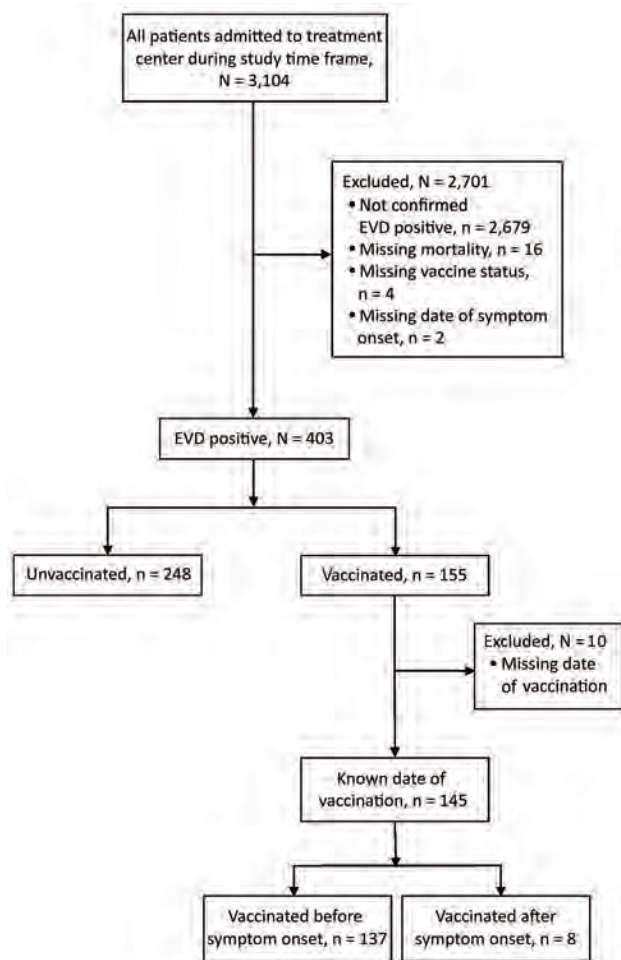 All patients admitted to treatment
center during study time frame,
N = 3,104
Excluded, N = 2,701
• Not confirmed
EVD positive, n = 2,679
• Missing mortality, n = 16
• Missing vaccine status,
n = 4
• Missing date of symptom
onset, n = 2
EVD positive, N = 403
Unvaccinated, n = 248
Vaccinated, n = 155
Excluded, N = 10
• Missing date
of vaccination
Known date of
vaccination, n = 145
Vaccinated before
symptom onset, n = 137
Vaccinated after
symptom onset, n = 8